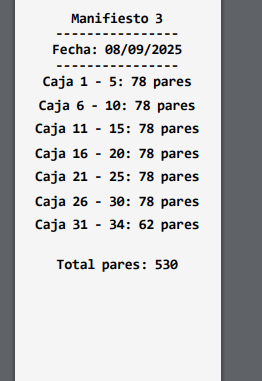 Manifiesto 3
----------------
Fecha: 08/09/2025
----------------
Caja 1 - 5: 78 pares
Caja 6 - 10: 78 pares
Caja 11 - 15: 78 pares
Caja 16 - 20: 78 pares
Caja 21 - 25: 78 pares
Caja 26 - 30: 78 pares
Caja 31 - 34: 62 pares
Total pares: 530